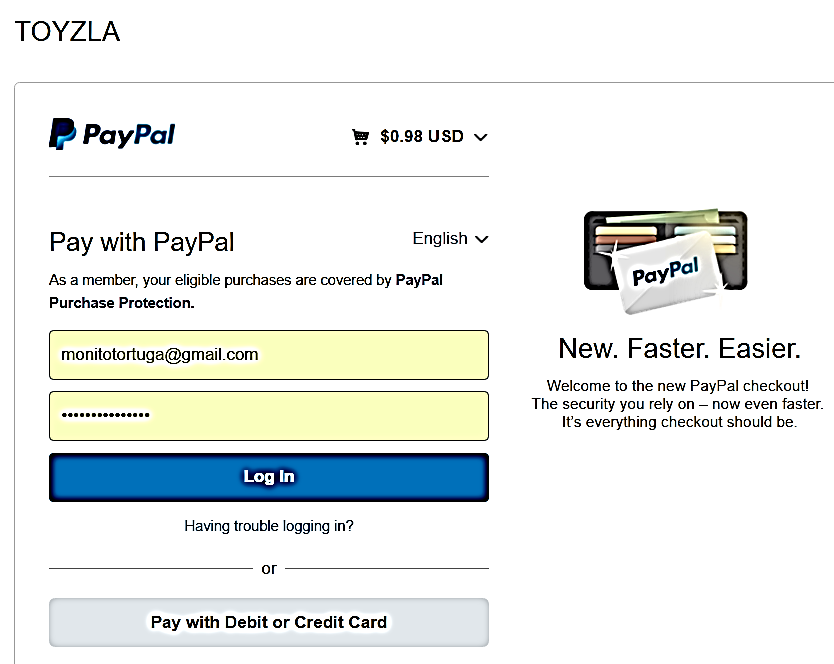 TOYZLA
PayPal
$0.98 USD
Pay with PayPal
English
As a member, your eligible purchases are covered by PayPal
Purchase Protection.
monitotortuga@gmail.com
•••••••••••••••
Log In
Having trouble logging in?
or
Pay with Debit or Credit Card
PayPal
New. Faster. Easier.
Welcome to the new PayPal checkout!
The security you rely on – now even faster.
It's everything checkout should be.